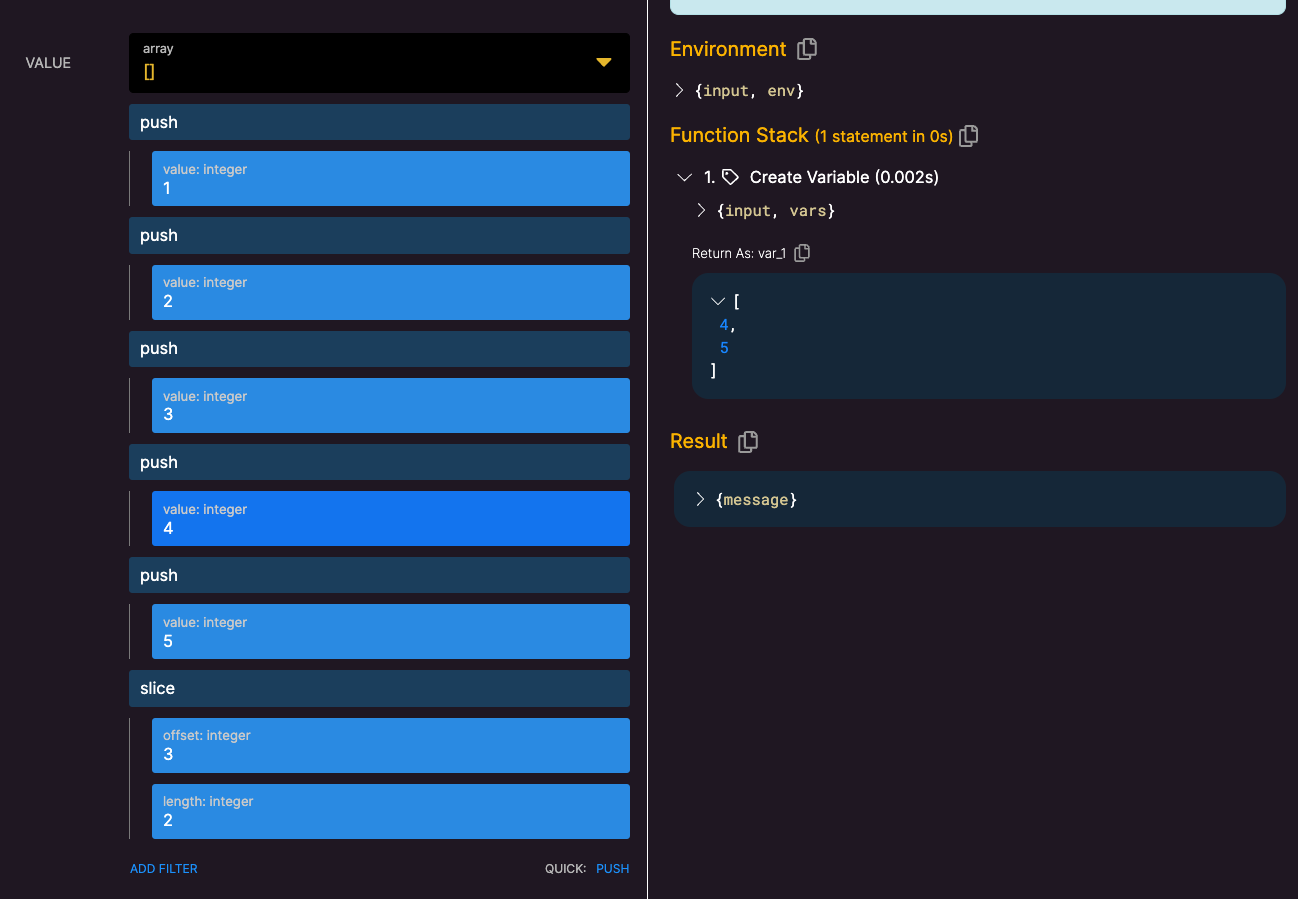 VALUE
array
[]
push
value: integer
1
push
value: integer
2
push
value: integer
3
push
value: integer
4
push
value: integer
5
slice
offset: integer
3
length: integer
2
ADD FILTER
QUICK: PUSH
Environment
{input, env}
Function Stack (1 statement in 0s)
1. Create Variable (0.002s)
{input, vars}
Return As: var_1
[
4,
5
]
Result
{message}